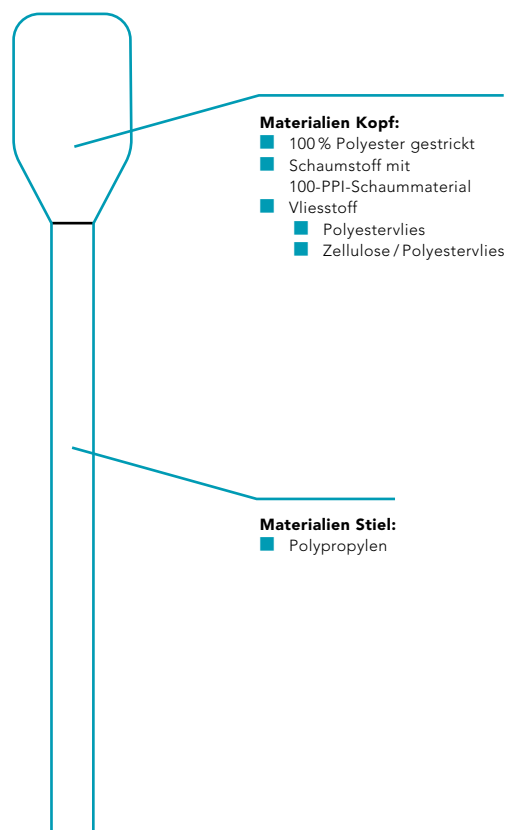 Materialien Kopf:
100 % Polyester gestrickt
Schaumstoff mit
100-PPI-Schaummaterial
Vliesstoff
Polyestervlies
Zellulose / Polyestervlies
Materialien Stiel:
Polypropylen